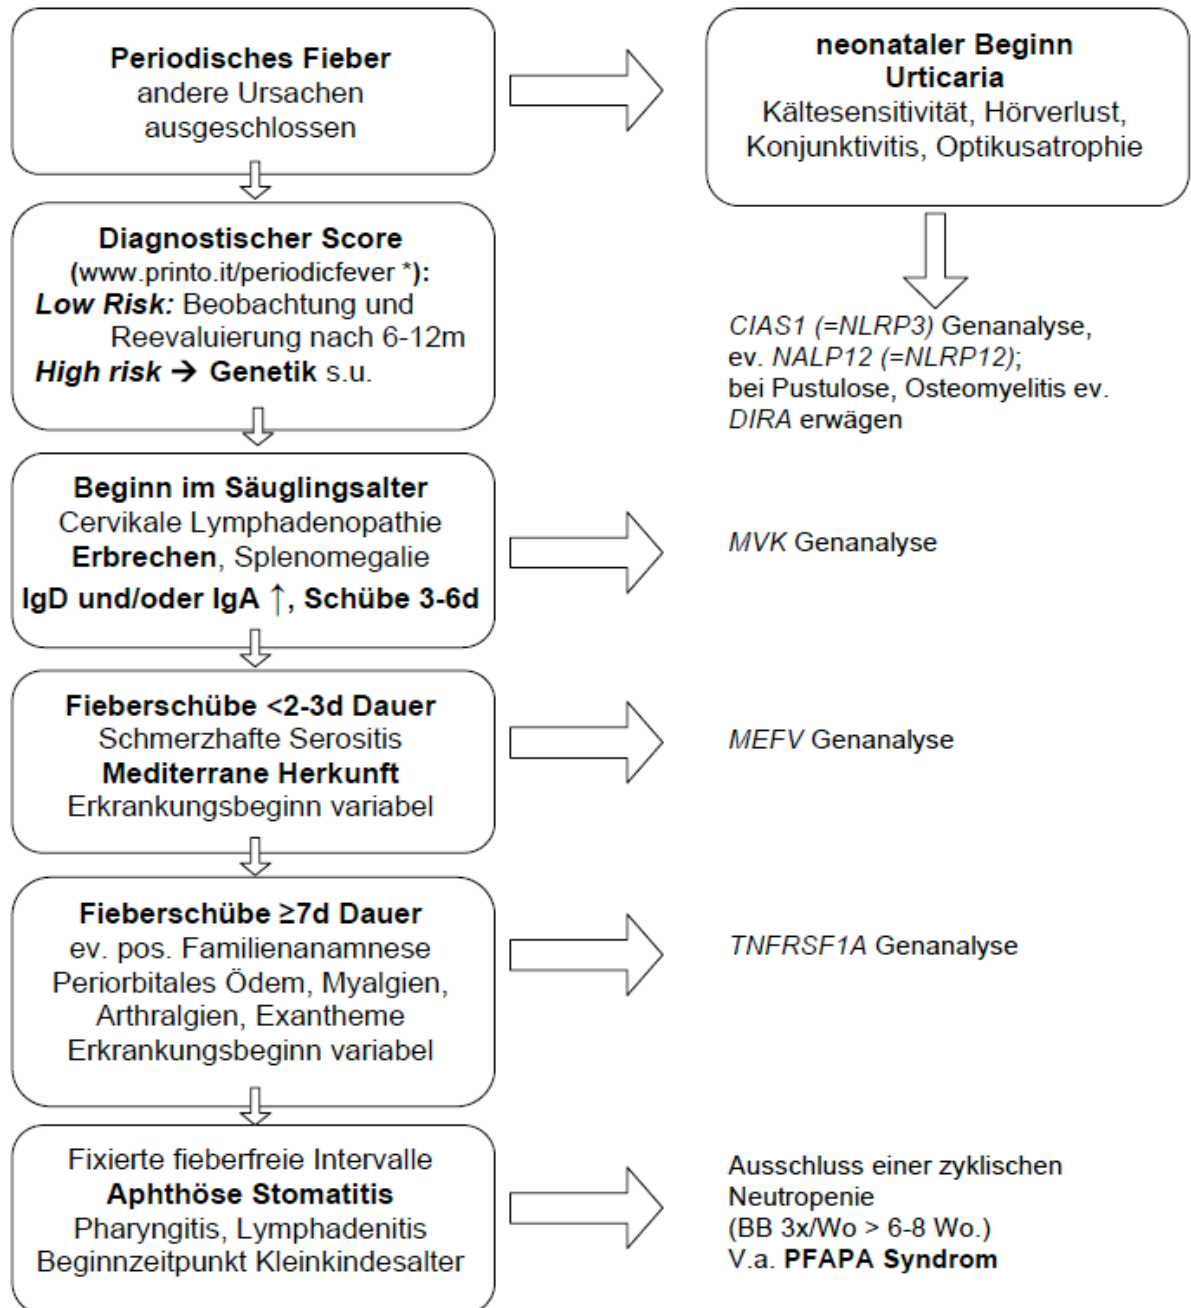 Periodisches Fieber
andere Ursachen
ausgeschlossen
neonataler Beginn
Urticaria
Kältesensitivität, Hörverlust,
Konjunktivitis, Optikusatrophie
Diagnostischer Score
(www.printo.it/periodicfever *):
Low Risk: Beobachtung und
Reevaluierung nach 6-12m
High risk → Genetik s.u.
CIAS1 (=NLRP3) Genanalyse,
ev. NALP12 (=NLRP12);
bei Pustulose, Osteomyelitis ev.
DIRA erwägen
Beginn im Säuglingsalter
Cervikale Lymphadenopathie
Erbrechen, Splenomegalie
IgD und/oder IgA ↑, Schübe 3-6d
MVK Genanalyse
Fieberschübe <2-3d Dauer
Schmerzhafte Serositis
Mediterrane Herkunft
Erkrankungsbeginn variabel
MEFV Genanalyse
Fieberschübe ≥7d Dauer
ev. pos. Familienanamnese
Periorbitales Ödem, Myalgien,
Arthralgien, Exantheme
Erkrankungsbeginn variabel
TNFRSF1A Genanalyse
Fixierte fieberfreie Intervalle
Aphthöse Stomatitis
Pharyngitis, Lymphadenitis
Beginnzeitpunkt Kleinkindesalter
Ausschluss einer zyklischen
Neutropenie
(BB 3x/Wo > 6-8 Wo.)
V.a. PFAPA Syndrom